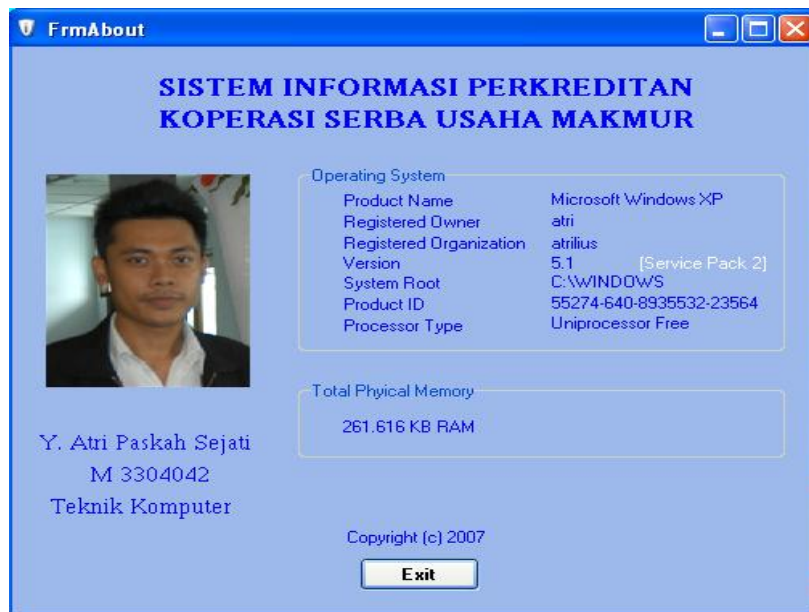 FrmAbout
SISTEM INFORMASI PERKREDITAN
KOPERASI SERBA USAHA MAKMUR
Operating System
Product Name Microsoft Windows XP
Registered Owner atri
Registered Organization atrilius
Version 5.1 [Service Pack 2]
System Root C:\WINDOWS
Product ID 55274-640-8935532-23564
Processor Type Uniprocessor Free
Total Phyical Memory
261.616 KB RAM
Y. Atri Paskah Sejati
M 3304042
Teknik Komputer
Copyright (c) 2007
Exit